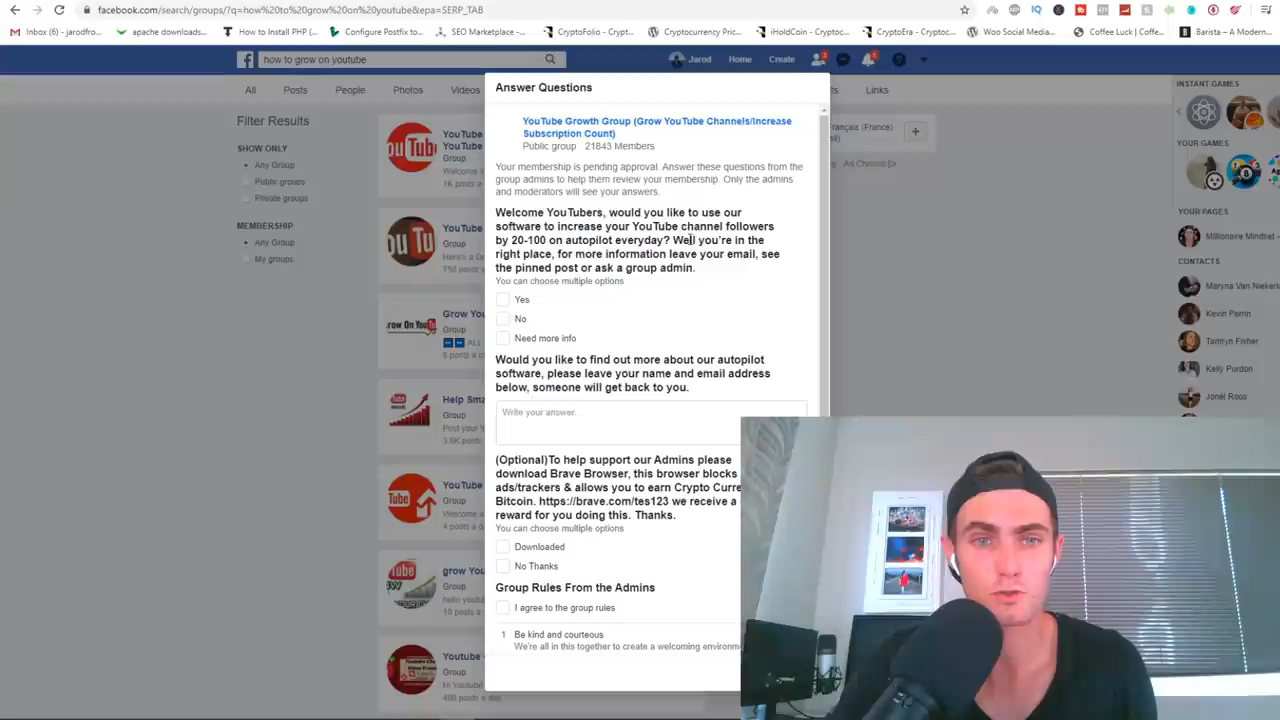 facebook.com/search/groups/?q=how%20to%20grow%20on%20youtube&epa=SERP_TAB
Inbox (6) - jarodfro...
apache downloads...
How to Install PHP (...
Configure Postfix to...
SEO Marketplace -...
CryptoFolio - Crypt...
Cryptocurrency Pric...
iHoldCoin - Cryptoc...
CryptoEra - Cryptoc...
Woo Social Media...
Coffee Luck | Coffe...
Barista – A Modern...
how to grow on youtube
Jarod
Home
Create
All
Posts
People
Photos
Videos
Links
Filter Results
SHOW ONLY
Any Group
Public groups
Private groups
MEMBERSHIP
Any Group
My groups
Answer Questions
YouTube Growth Group (Grow YouTube Channels/Increase
Subscription Count)
Public group 21843 Members
Your membership is pending approval. Answer these questions from the
group admins to help them review your membership. Only the admins
and moderators will see your answers.
Welcome YouTubers, would you like to use our
software to increase your YouTube channel followers
by 20-100 on autopilot everyday? Well you're in the
right place, for more information leave your email, see
the pinned post or ask a group admin.
You can choose multiple options
Yes
No
Need more info
Would you like to find out more about our autopilot
software, please leave your name and email address
below, someone will get back to you.
Write your answer...
(Optional)To help support our Admins please
download Brave Browser, this browser blocks
ads/trackers & allows you to earn Crypto Curre
Bitcoin. https://brave.com/tes123 we receive a
reward for you doing this. Thanks.
You can choose multiple options
Downloaded
No Thanks
Group Rules From the Admins
I agree to the group rules
1 Be kind and courteous
We're all in this together to create a welcoming environm
INSTANT GAMES
YOUR GAMES
YOUR PAGES
Millionaire Mindset -
CONTACTS
Maryna Van Niekerk
Kevin Perrin
Tamryn Fisher
Kelly Purdon
Jonel Roos
Français (France)
Ad Choices